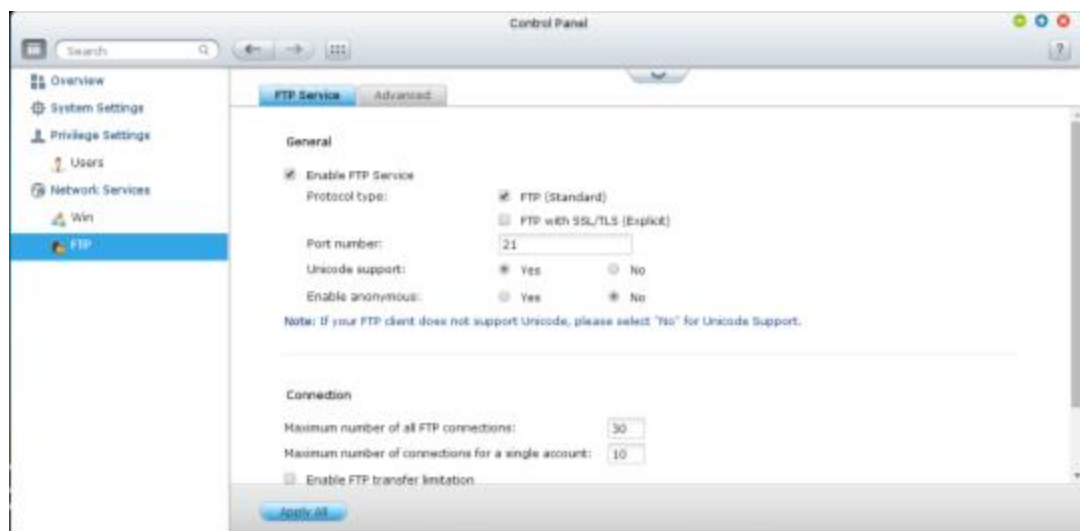 Control Panel
Search
?
Overview
System Settings
Privilege Settings
Users
Network Services
Win
FTP
FTP Service
Advanced
General
Enable FTP Service
Protocol type:
FTP (Standard)
FTP with SSL/TLS (Explicit)
Port number:
21
Unicode support:
Yes
No
Enable anonymous:
Yes
No
Note: If your FTP client does not support Unicode, please select "No" for Unicode Support.
Connection
Maximum number of all FTP connections:
30
Maximum number of connections for a single account:
10
Enable FTP transfer limitation
Apply All